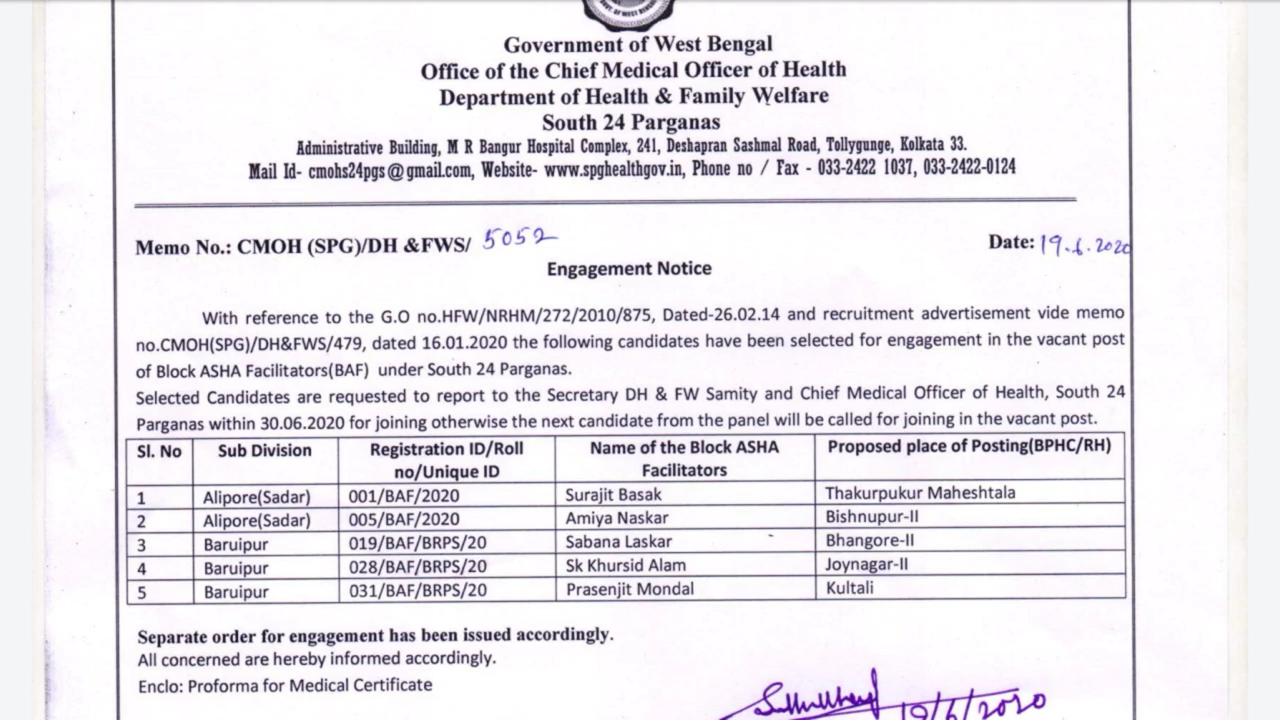 GOVT. OF WEST BENGAL
Government of West Bengal
Office of the Chief Medical Officer of Health
Department of Health & Family Welfare
South 24 Parganas
Administrative Building, M R Bangur Hospital Complex, 241, Deshapran Sashmal Road, Tollygunge, Kolkata 33.
Mail Id- cmohs24pgs@gmail.com, Website- www.spghealthgov.in, Phone no / Fax - 033-2422 1037, 033-2422-0124
Memo No.: CMOH (SPG)/DH &FWS/ 5052 Date: 19.6.2020
Engagement Notice
With reference to the G.O no.HFW/NRHM/272/2010/875, Dated-26.02.14 and recruitment advertisement vide memo
no.CMOH(SPG)/DH&FWS/479, dated 16.01.2020 the following candidates have been selected for engagement in the vacant post
of Block ASHA Facilitators(BAF) under South 24 Parganas.
Selected Candidates are requested to report to the Secretary DH & FW Samity and Chief Medical Officer of Health, South 24
Parganas within 30.06.2020 for joining otherwise the next candidate from the panel will be called for joining in the vacant post.
Sl. No Sub Division Registration ID/Roll no/Unique ID Name of the Block ASHA Facilitators Proposed place of Posting(BPHC/RH)
1 Alipore(Sadar) 001/BAF/2020 Surajit Basak Thakurpukur Maheshtala
2 Alipore(Sadar) 005/BAF/2020 Amiya Naskar Bishnupur-II
3 Baruipur 019/BAF/BRPS/20 Sabana Laskar Bhangore-II
4 Baruipur 028/BAF/BRPS/20 Sk Khursid Alam Joynagar-II
5 Baruipur 031/BAF/BRPS/20 Prasenjit Mondal Kultali
Separate order for engagement has been issued accordingly.
All concerned are hereby informed accordingly.
Enclo: Proforma for Medical Certificate
19/6/2020